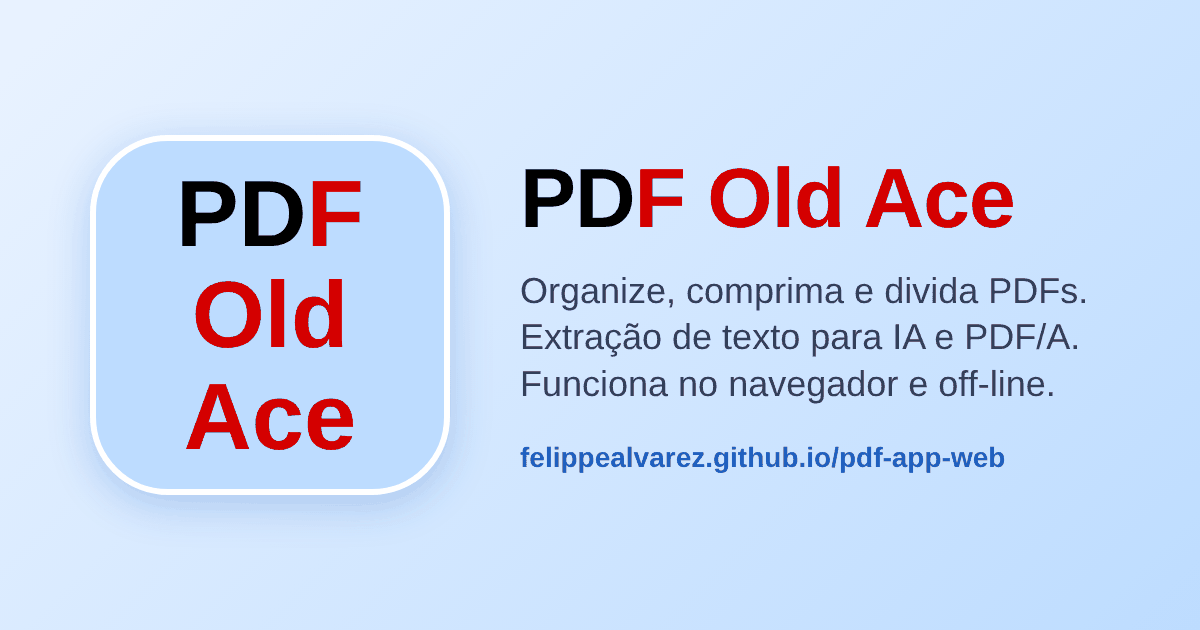 PDF
Old
Ace
PDF Old Ace
Organize, comprima e divida PDFs.
Extração de texto para IA e PDF/A.
Funciona no navegador e off-line.
felippealvarez.github.io/pdf-app-web